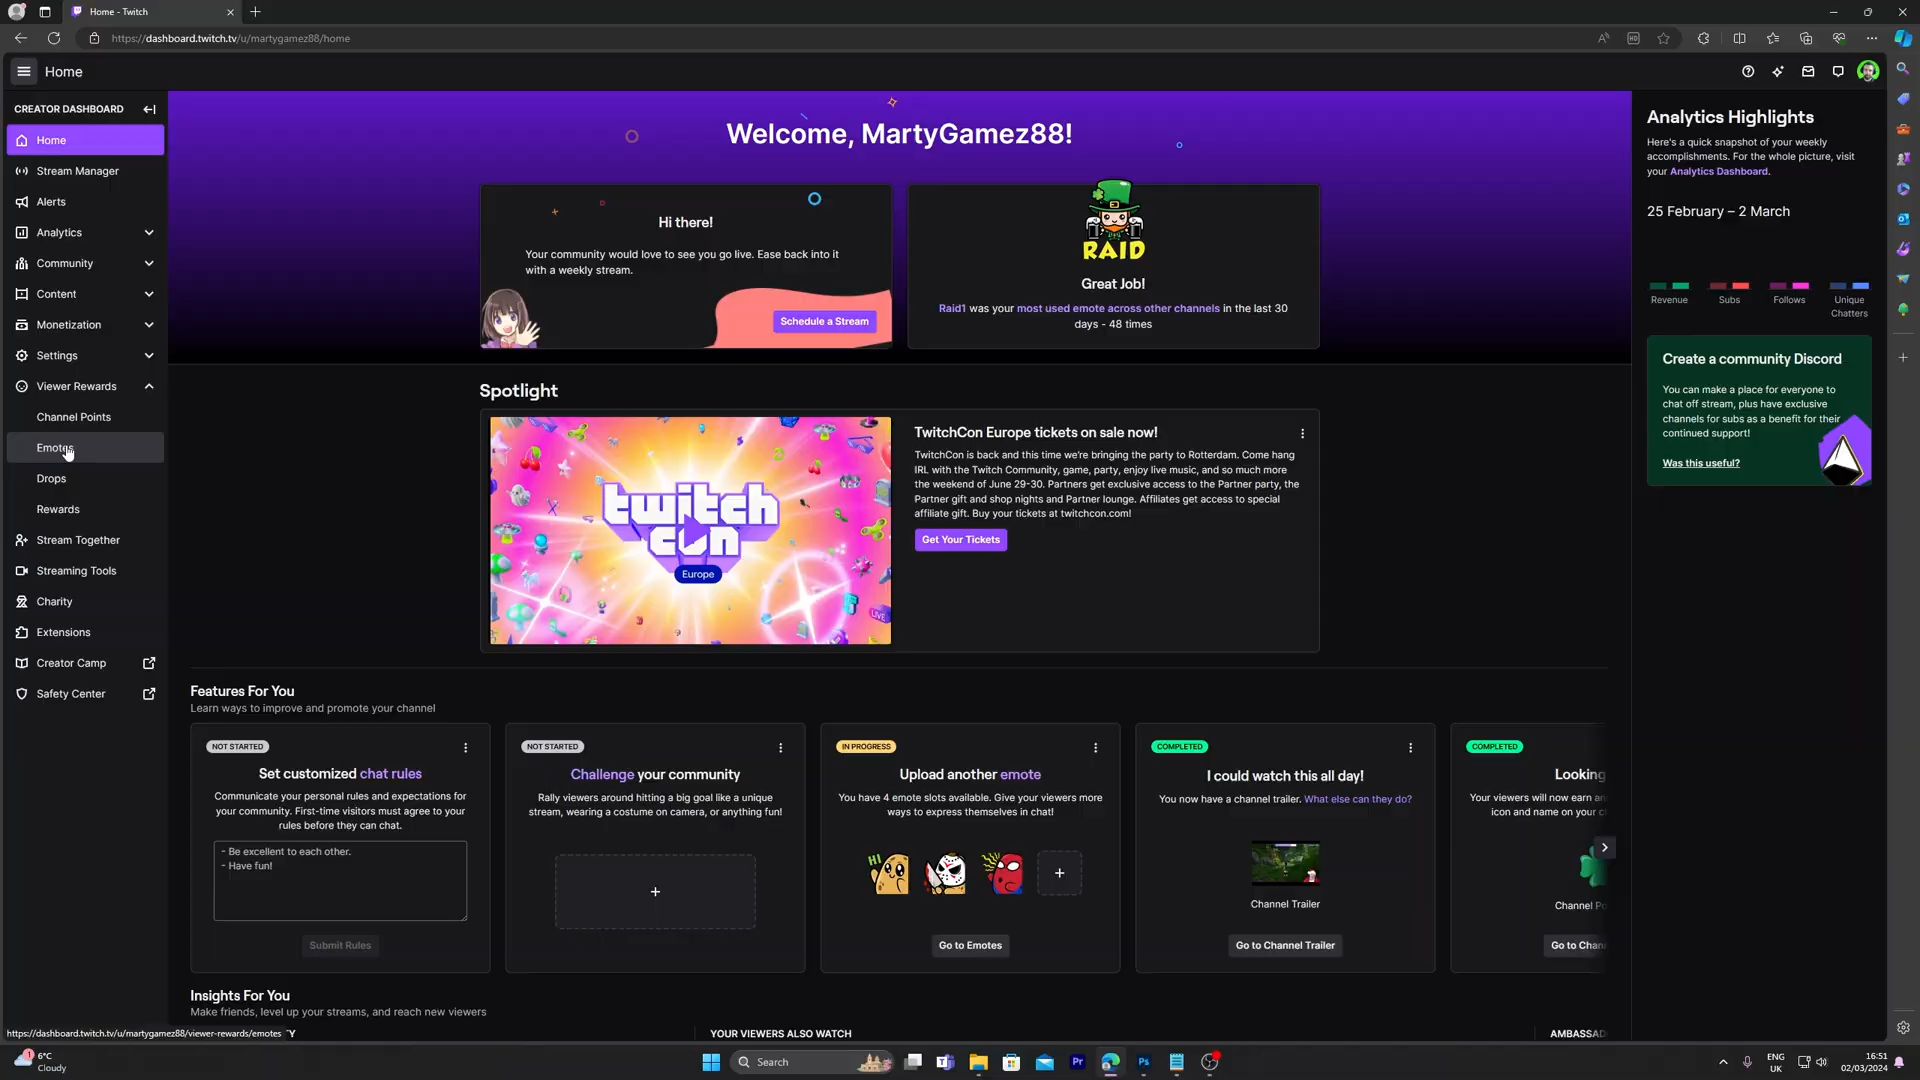 Home - Twitch
https://dashboard.twitch.tv/u/martygamez88/home
Home
CREATOR DASHBOARD
Home
Stream Manager
Alerts
Analytics
Community
Content
Monetization
Settings
Viewer Rewards
Channel Points
Emotes
Drops
Rewards
Stream Together
Streaming Tools
Charity
Extensions
Creator Camp
Safety Center
Welcome, MartyGamez88!
Hi there!
Your community would love to see you go live. Ease back into it
with a weekly stream.
Schedule a Stream
RAID
Great Job!
Raid1 was your most used emote across other channels in the last 30
days - 48 times
Spotlight
twitch
con
Europe
LIVE
TwitchCon Europe tickets on sale now!
TwitchCon is back and this time we're bringing the party to Rotterdam. Come hang
IRL with the Twitch Community, game, party, enjoy live music, and so much more
the weekend of June 29-30. Partners get exclusive access to the Partner party, the
Partner gift and shop nights and Partner lounge. Affiliates get access to special
affiliate gift. Buy your tickets at twitchcon.com!
Get Your Tickets
Analytics Highlights
Here's a quick snapshot of your weekly
accomplishments. For the whole picture, visit
your Analytics Dashboard.
25 February – 2 March
Revenue
Subs
Follows
Unique
Chatters
Create a community Discord
You can make a place for everyone to
chat off stream, plus have exclusive
channels for subs as a benefit for their
continued support!
Was this useful?
Features For You
Learn ways to improve and promote your channel
NOT STARTED
Set customized chat rules
Communicate your personal rules and expectations for
your community. First-time visitors must agree to your
rules before they can chat.
- Be excellent to each other.
- Have fun!
Submit Rules
NOT STARTED
Challenge your community
Rally viewers around hitting a big goal like a unique
stream, wearing a costume on camera, or anything fun!
IN PROGRESS
Upload another emote
You have 4 emote slots available. Give your viewers more
ways to express themselves in chat!
HI
Go to Emotes
COMPLETED
I could watch this all day!
You now have a channel trailer. What else can they do?
Channel Trailer
Go to Channel Trailer
COMPLETED
Looking
Your viewers will now earn an
icon and name on your c
Channel Po
Go to Chan
Insights For You
Make friends, level up your streams, and reach new viewers
TY
YOUR VIEWERS ALSO WATCH
AMBASSAD
https://dashboard.twitch.tv/u/martygamez88/viewer-rewards/emotes
1
6°C
Cloudy
Search
Pr
Ps
ENG
UK
16:51
02/03/2024